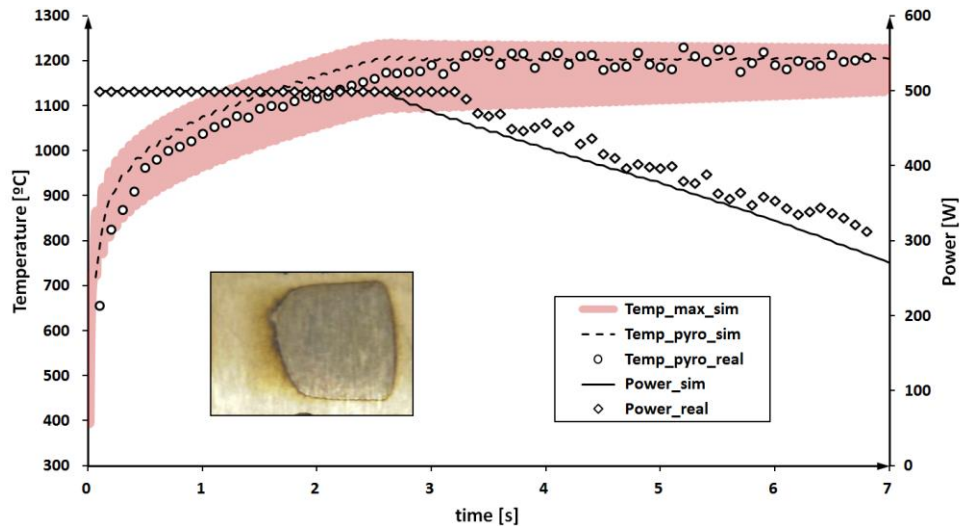 1300
1200
1100
1000
900
800
700
600
500
400
300
Temperature [ºC]
600
500
400
300
200
100
0
Power [W]
0 1 2 3 4 5 6 7
time [s]
Temp_max_sim
Temp_pyro_sim
Temp_pyro_real
Power_sim
Power_real